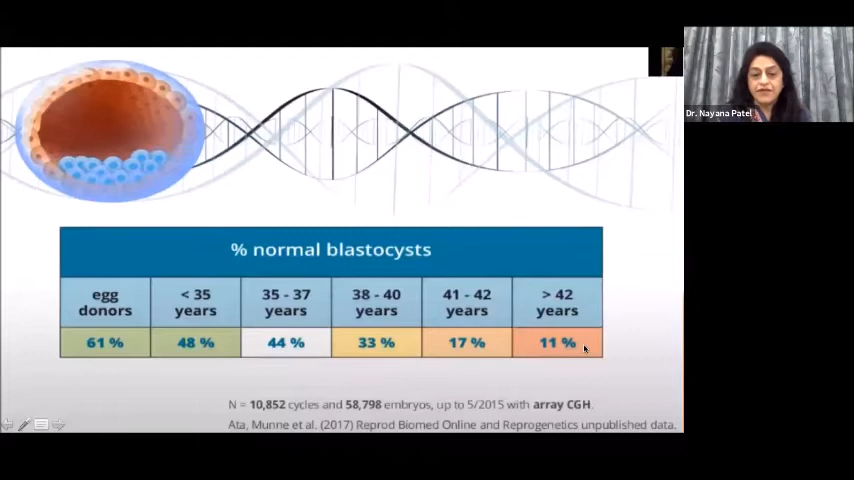 Dr. Nayana Patel
% normal blastocysts
egg donors < 35 years 35 - 37 years 38 - 40 years 41 - 42 years > 42 years
61 % 48 % 44 % 33 % 17 % 11 %
N = 10,852 cycles and 58,798 embryos, up to 5/2015 with array CGH.
Ata, Munne et al. (2017) Reprod Biomed Online and Reprogenetics unpublished data.